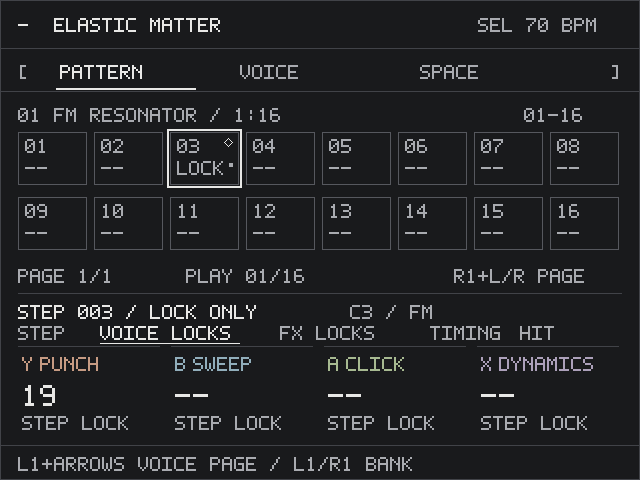 – ELASTIC MATTER SEL 70 BPM
[ PATTERN VOICE SPACE ]
01 FM RESONATOR / 1:16 01–16
01 02 03 ◇ 04 05 06 07 08
-- -- LOCK▪ -- -- -- -- --
09 10 11 12 13 14 15 16
-- -- -- -- -- -- -- --
PAGE 1/1 PLAY 01/16 R1+L/R PAGE
STEP 003 / LOCK ONLY C3 / FM
STEP VOICE LOCKS FX LOCKS TIMING HIT
Y PUNCH B SWEEP A CLICK X DYNAMICS
19 -- -- --
STEP LOCK STEP LOCK STEP LOCK STEP LOCK
L1+ARROWS VOICE PAGE / L1/R1 BANK